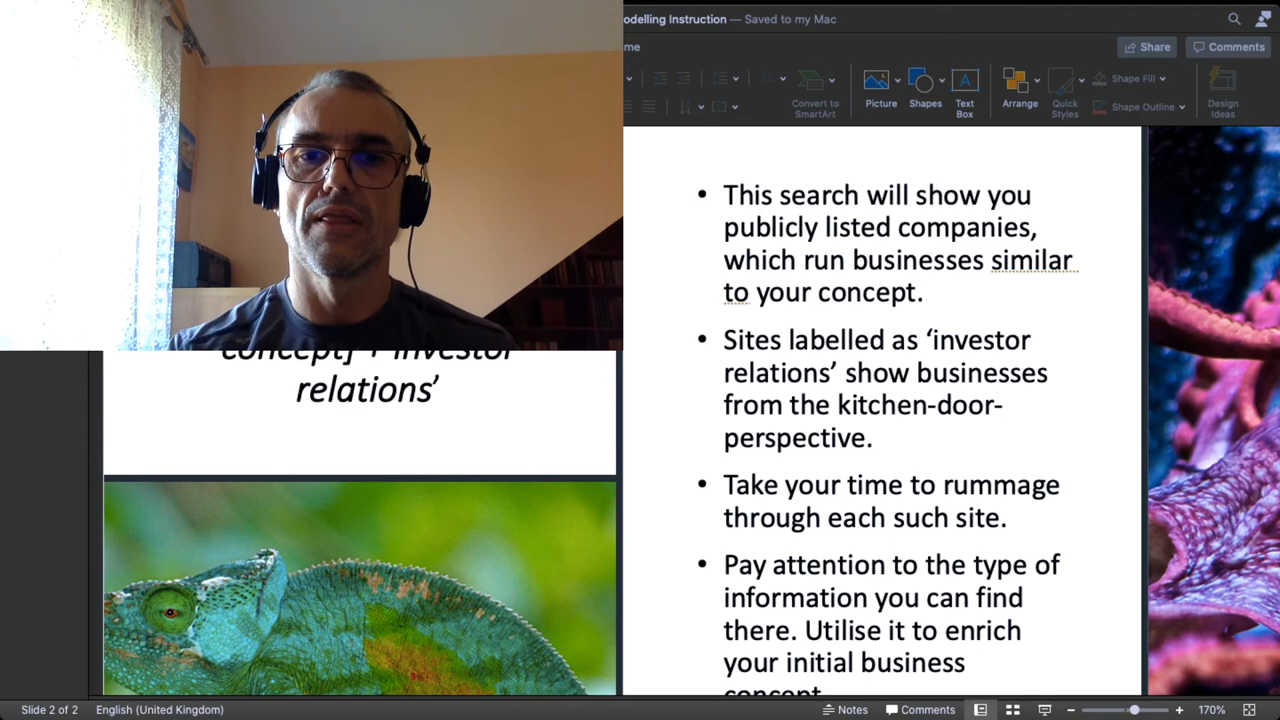 odelling Instruction — Saved to my Mac
me
Share
Comments
Convert to
SmartArt
Picture
Shapes
Text
Box
Arrange
Quick
Styles
Shape Fill
Shape Outline
Design
Ideas
• This search will show you
publicly listed companies,
which run businesses similar
to your concept.
• Sites labelled as ‘investor
relations’ show businesses
from the kitchen-door-
perspective.
• Take your time to rummage
through each such site.
• Pay attention to the type of
information you can find
there. Utilise it to enrich
your initial business
concept.
concept] + investor
relations’
Slide 2 of 2
English (United Kingdom)
Notes
Comments
170%